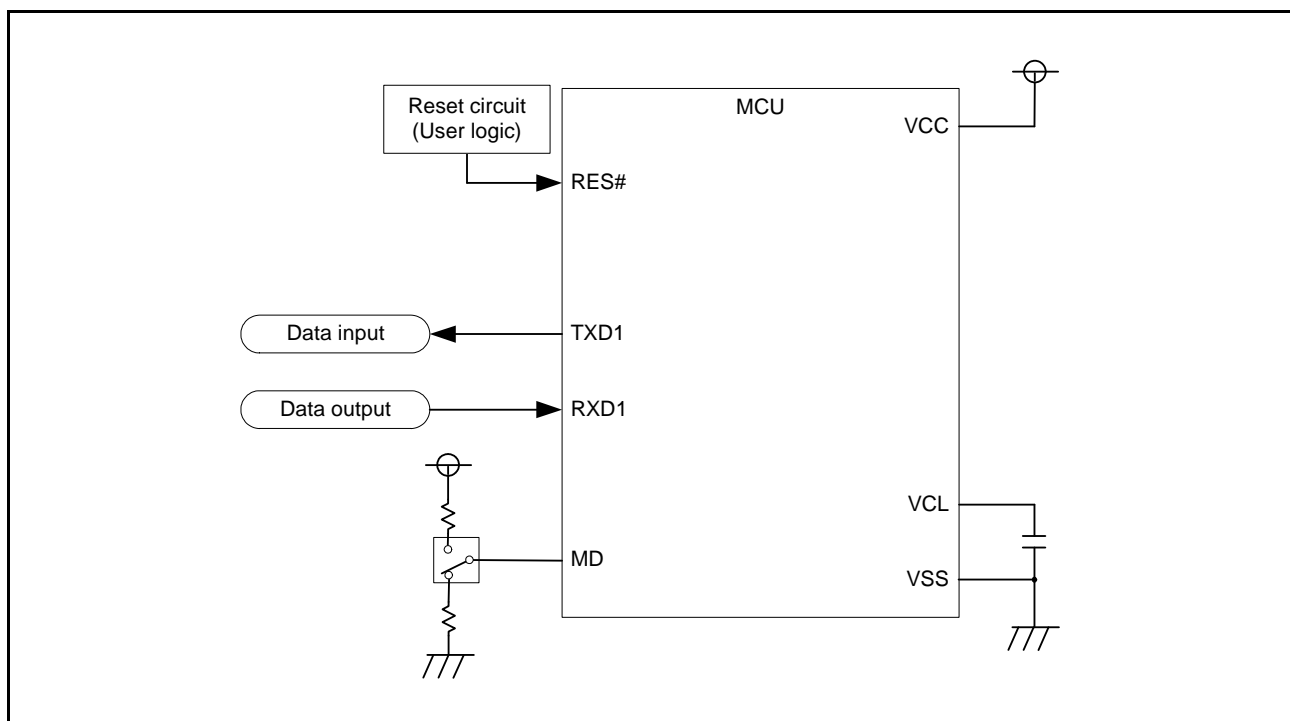 Reset circuit
(User logic)
MCU
VCC
RES#
Data input
TXD1
Data output
RXD1
VCL
MD
VSS